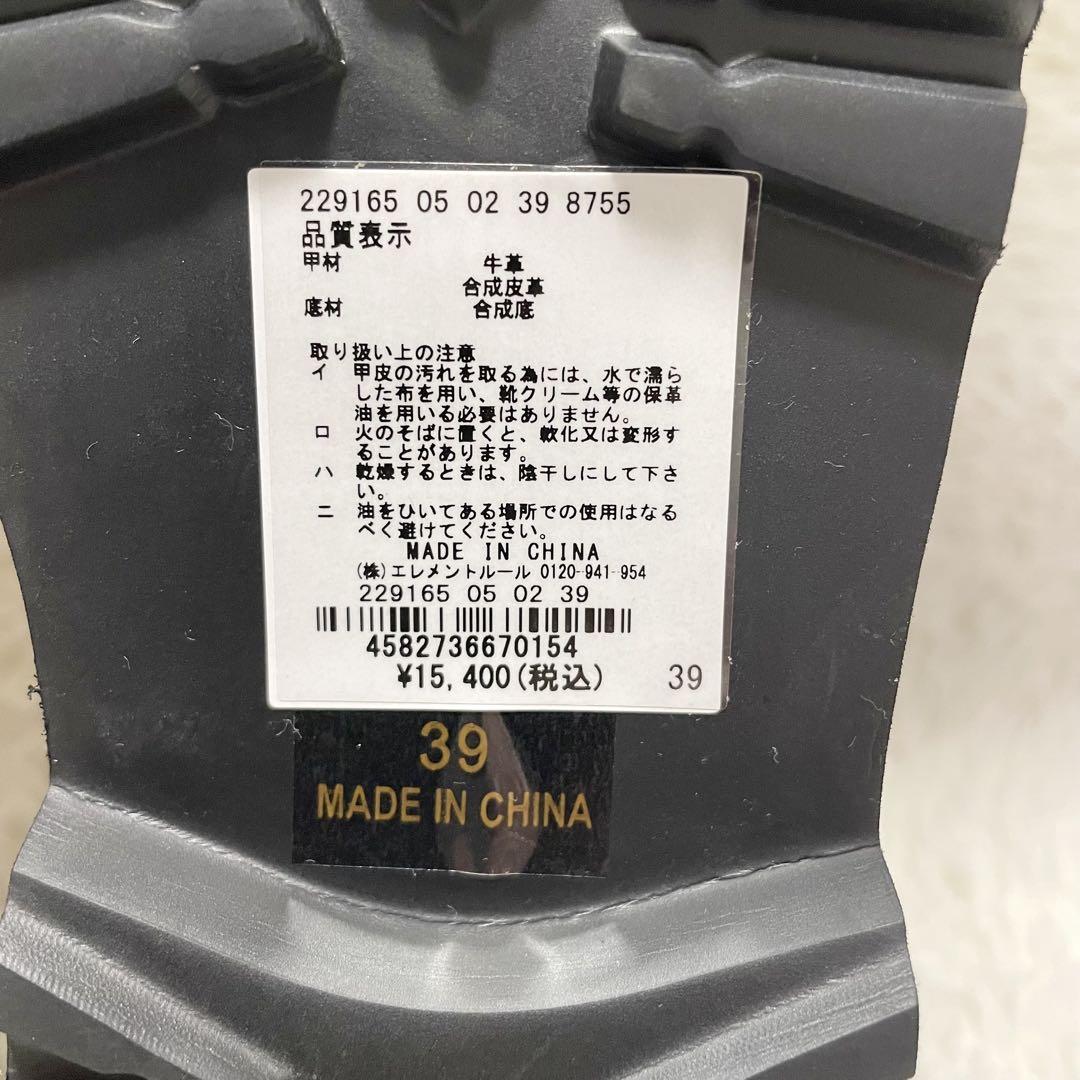 229165 05 02 39 8755
品質表示
甲材 牛革
合成皮革
底材 合成底
取り扱い上の注意
イ 甲皮の汚れを取る為には、水で濡ら
した布を用い、靴クリーム等の保革
油を用いる必要はありません。
ロ 火のそばに置くと、軟化又は変形す
ることがあります。
ハ 乾燥するときは、陰干しにして下さ
い。
ニ 油をひいてある場所での使用はなる
べく避けてください。
MADE IN CHINA
(株)エレメントルール 0120-941-954
229165 05 02 39
4582736670154
¥15,400(税込) 39
39
MADE IN CHINA